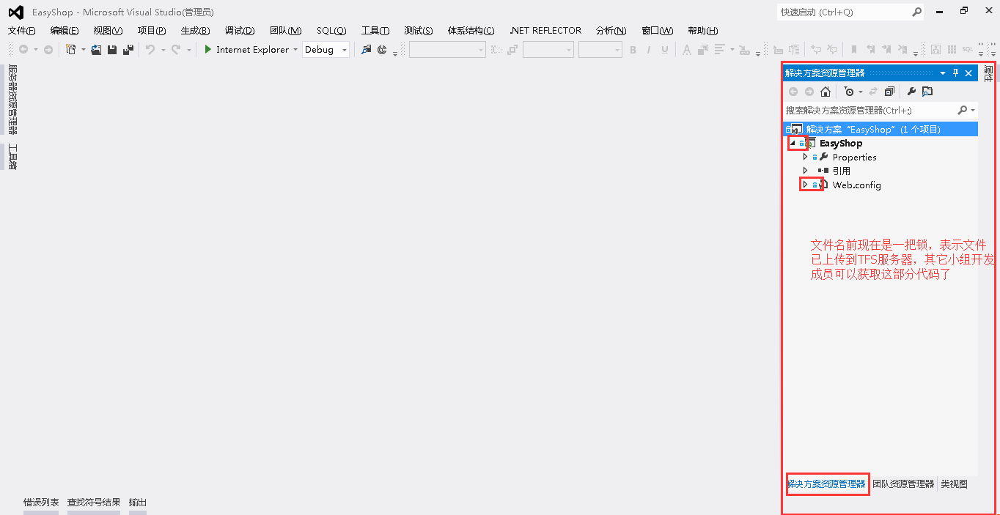 EasyShop - Microsoft Visual Studio(管理员)
快速启动 (Ctrl+Q)
文件(F) 编辑(E) 视图(V) 项目(P) 生成(B) 调试(D) 团队(M) SQL(Q) 工具(T) 测试(S) 体系结构(C) .NET REFLECTOR 分析(N) 窗口(W) 帮助(H)
Internet Explorer Debug B I U A SQL
服务器资源管理器
工具箱
解决方案资源管理器
属性
搜索解决方案资源管理器(Ctrl+;)
解决方案 “EasyShop” (1 个项目)
EasyShop
Properties
引用
Web.config
文件名前现在是一把锁，表示文件
已上传到TFS服务器，其它小组开发
成员可以获取这部分代码了
解决方案资源管理器 团队资源管理器 类视图
错误列表 查找符号结果 输出